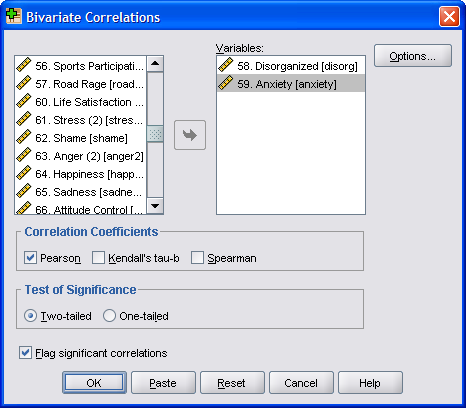 Bivariate Correlations
Variables:
56. Sports Participati...
57. Road Rage [road...
60. Life Satisfaction ...
61. Stress (2) [stres...
62. Shame [shame]
63. Anger (2) [anger2]
64. Happiness [happ...
65. Sadness [sadne...
66. Attitude Control [...
58. Disorganized [disorg]
59. Anxiety [anxiety]
Options...
Correlation Coefficients
Pearson Kendall's tau-b Spearman
Test of Significance
Two-tailed One-tailed
Flag significant correlations
OK Paste Reset Cancel Help